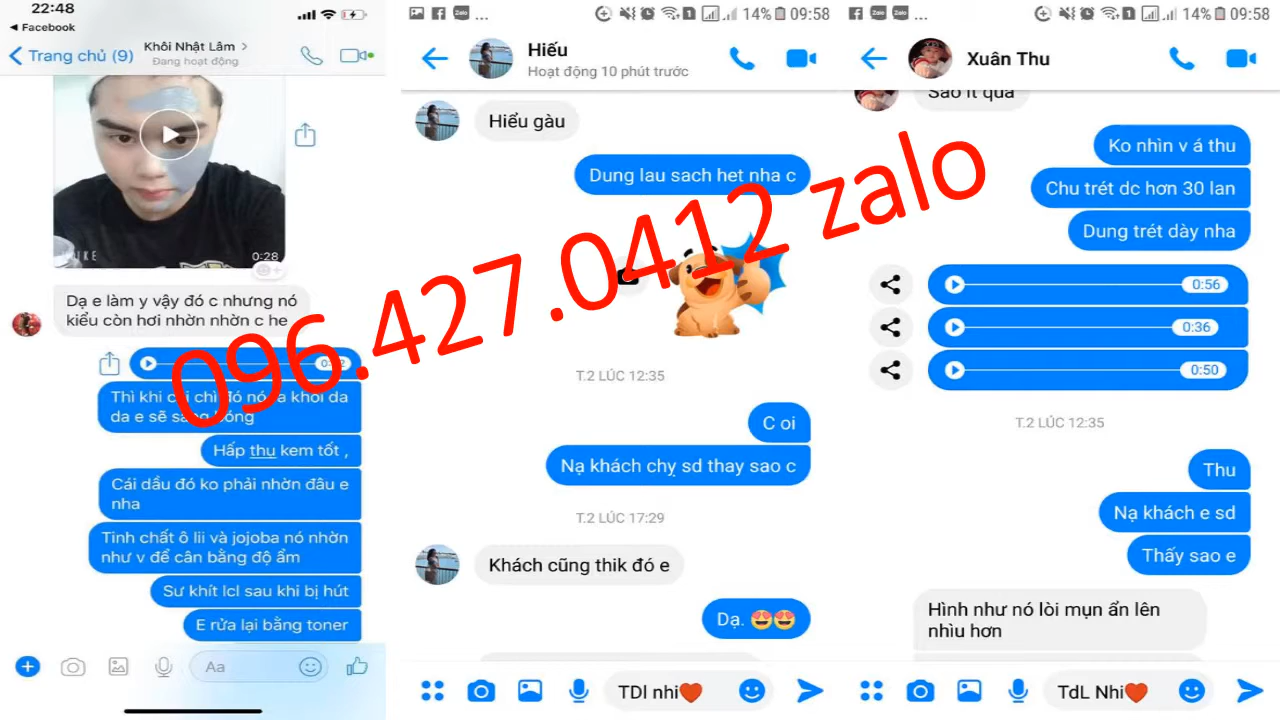 22:48
Facebook
Trang chủ (9)
Khôi Nhật Lâm
Đang hoạt động
0:28
Dạ e làm y vậy đó c nhưng nó
kiểu còn hơi nhờn nhờn c he
Hấp thụ kem tốt ,
Cái dầu đó ko phải nhờn đâu e
nha
Tinh chất ô lii và jojoba nó nhờn
như v để cân bằng độ ẩm
Sư khít lcl sau khi bị hút
E rửa lại bằng toner
Aa
Zalo
...
14%
09:58
Hiếu
Hoạt động 10 phút trước
Hiểu gàu
Dung lau sach het nha c
T.2 LÚC 12:35
C oi
Nạ khách chỵ sd thay sao c
T.2 LÚC 17:29
Khách cũng thik đó e
Dạ. 😍😍
TDl nhi♥
Zalo Zalo ...
14%
09:58
Xuân Thu
Sao ít quá
Ko nhìn v á thu
Chu trét dc hơn 30 lan
Dung trét dày nha
0:56
0:36
0:50
T.2 LÚC 12:35
Thu
Nạ khách e sd
Thấy sao e
Hình như nó lòi mụn ẩn lên
nhìu hơn
TdL Nhi♥
096.427.0412 zalo